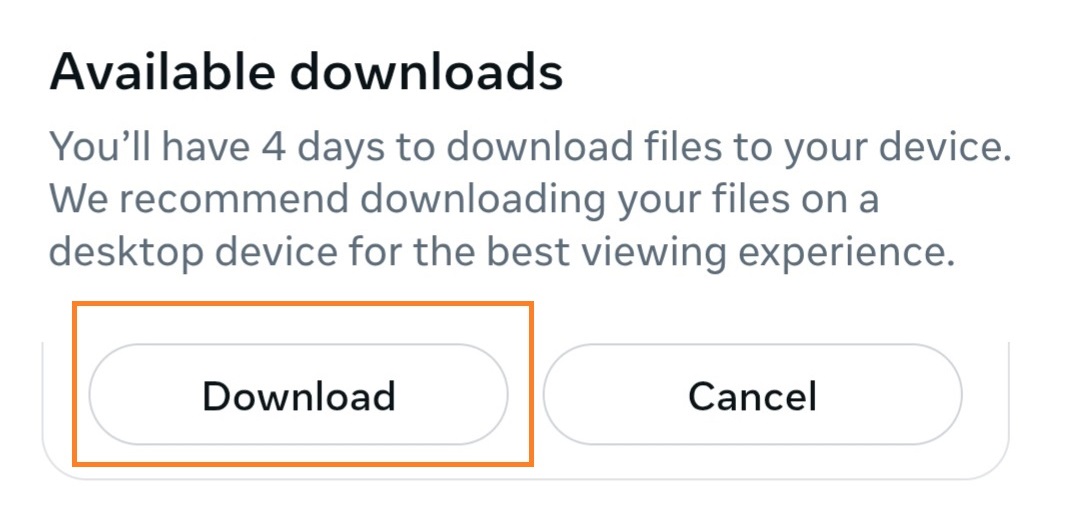 Available downloads
You’ll have 4 days to download files to your device.
We recommend downloading your files on a
desktop device for the best viewing experience.
Download
Cancel